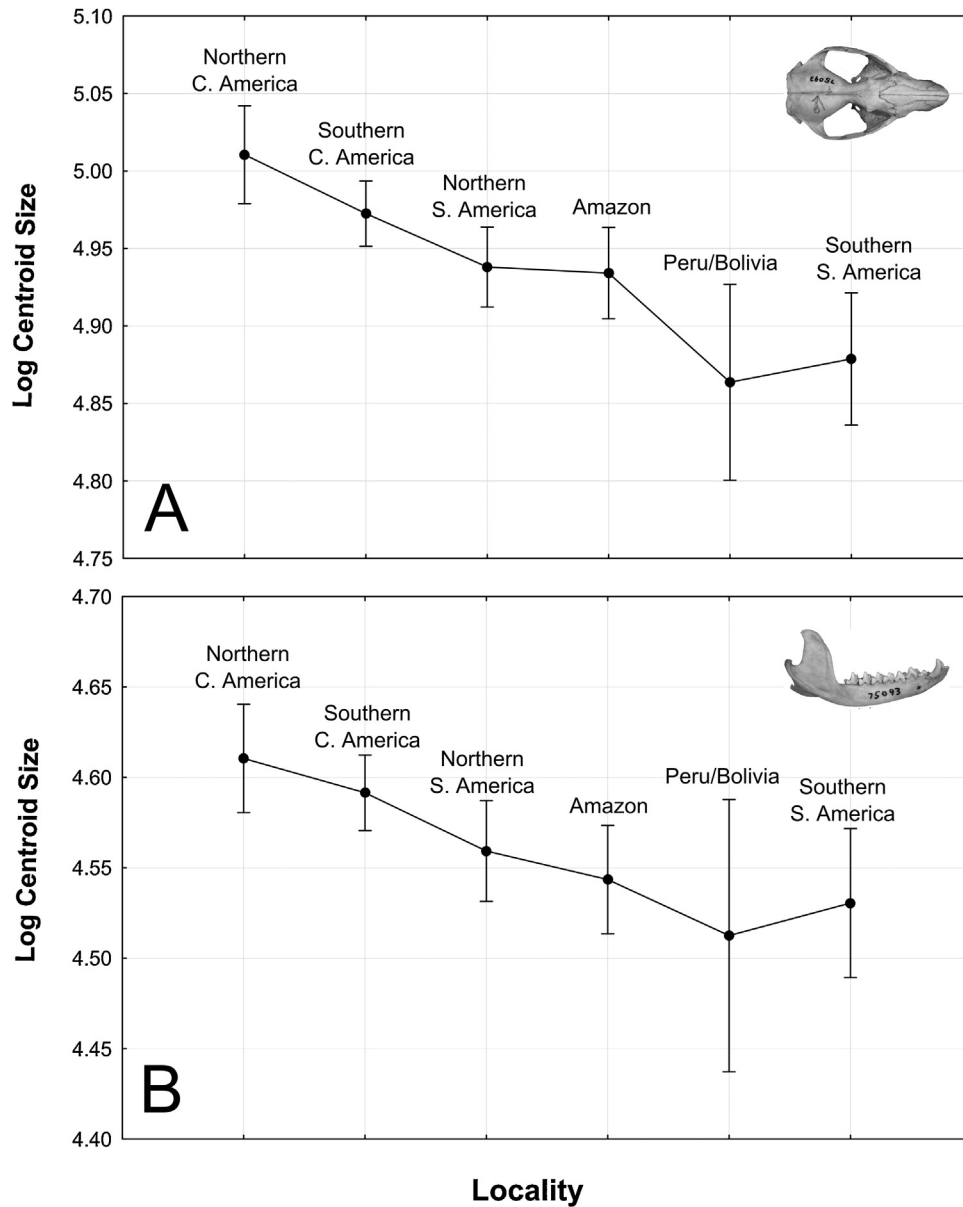 5.10
5.05
5.00
4.95
4.90
4.85
4.80
4.75
Log Centroid Size
Northern
C. America
Southern
C. America
Northern
S. America
Amazon
Peru/Bolivia
Southern
S. America
A
4.70
4.65
4.60
4.55
4.50
4.45
4.40
Log Centroid Size
Northern
C. America
Southern
C. America
Northern
S. America
Amazon
Peru/Bolivia
Southern
S. America
75093
B
Locality